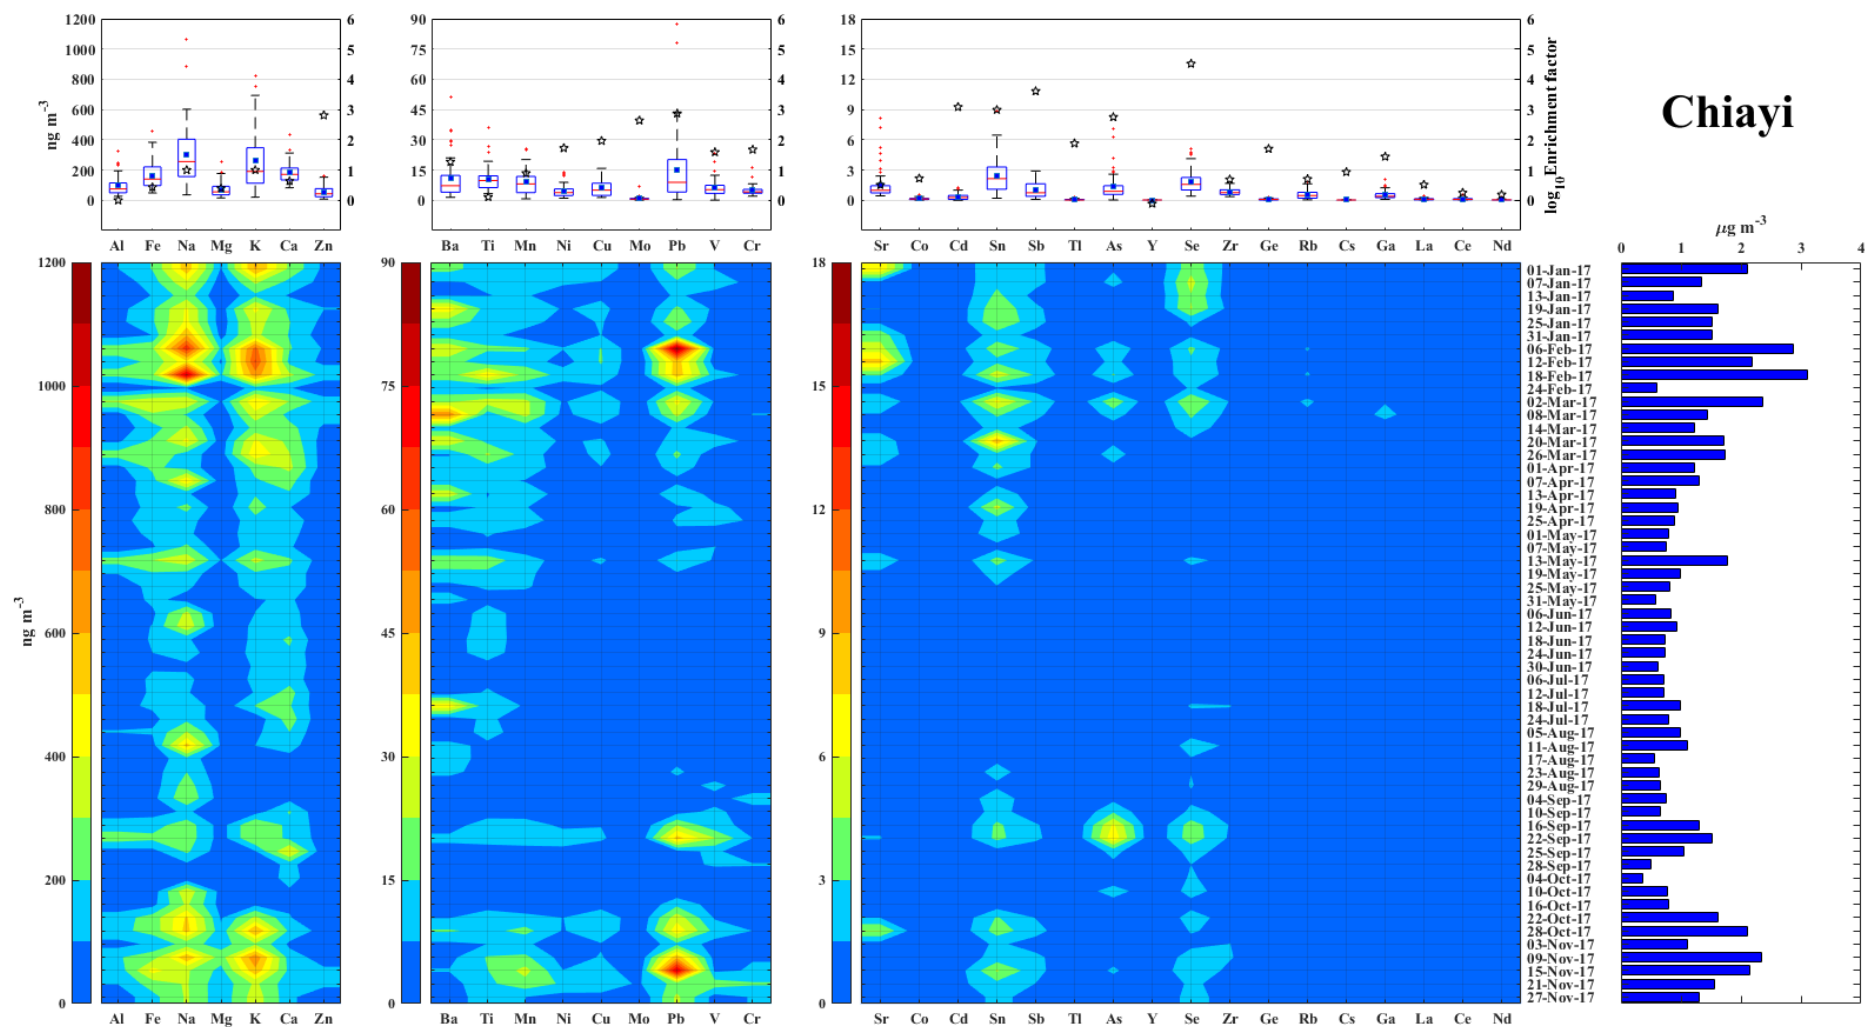 Chiayi
1200 1000 800 600 400 200 0
ng m⁻³
6 5 4 3 2 1 0
Al Fe Na Mg K Ca Zn
90 75 60 45 30 15 0
6 5 4 3 2 1 0
Ba Ti Mn Ni Cu Mo Pb V Cr
18 15 12 9 6 3 0
6 5 4 3 2 1 0
log₁₀ Enrichment factor
Sr Co Cd Sn Sb Tl As Y Se Zr Ge Rb Cs Ga La Ce Nd
1200 1000 800 600 400 200 0
ng m⁻³
Al Fe Na Mg K Ca Zn
90 75 60 45 30 15 0
Ba Ti Mn Ni Cu Mo Pb V Cr
18 15 12 9 6 3 0
Sr Co Cd Sn Sb Tl As Y Se Zr Ge Rb Cs Ga La Ce Nd
μg m⁻³
0 1 2 3 4
01-Jan-17
07-Jan-17
13-Jan-17
19-Jan-17
25-Jan-17
31-Jan-17
06-Feb-17
12-Feb-17
18-Feb-17
24-Feb-17
02-Mar-17
08-Mar-17
14-Mar-17
20-Mar-17
26-Mar-17
01-Apr-17
07-Apr-17
13-Apr-17
19-Apr-17
25-Apr-17
01-May-17
07-May-17
13-May-17
19-May-17
25-May-17
31-May-17
06-Jun-17
12-Jun-17
18-Jun-17
24-Jun-17
30-Jun-17
06-Jul-17
12-Jul-17
18-Jul-17
24-Jul-17
05-Aug-17
11-Aug-17
17-Aug-17
23-Aug-17
29-Aug-17
04-Sep-17
10-Sep-17
16-Sep-17
22-Sep-17
25-Sep-17
28-Sep-17
04-Oct-17
10-Oct-17
16-Oct-17
22-Oct-17
28-Oct-17
03-Nov-17
09-Nov-17
15-Nov-17
21-Nov-17
27-Nov-17